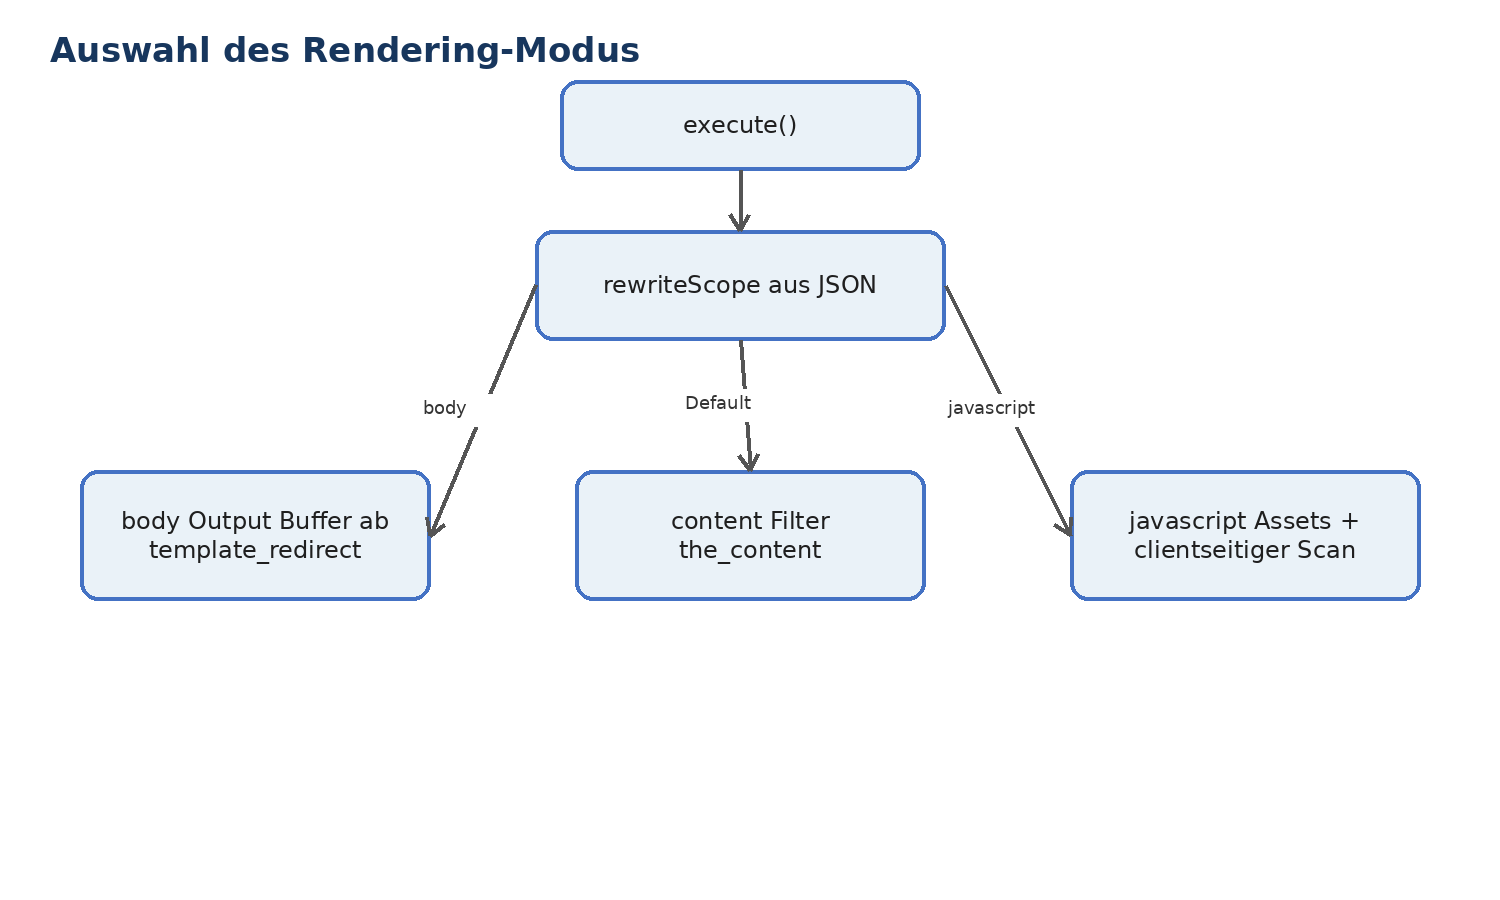 Auswahl des Rendering-Modus
execute()
rewriteScope aus JSON
body
Default
javascript
body Output Buffer ab
template_redirect
content Filter
the_content
javascript Assets +
clientseitiger Scan